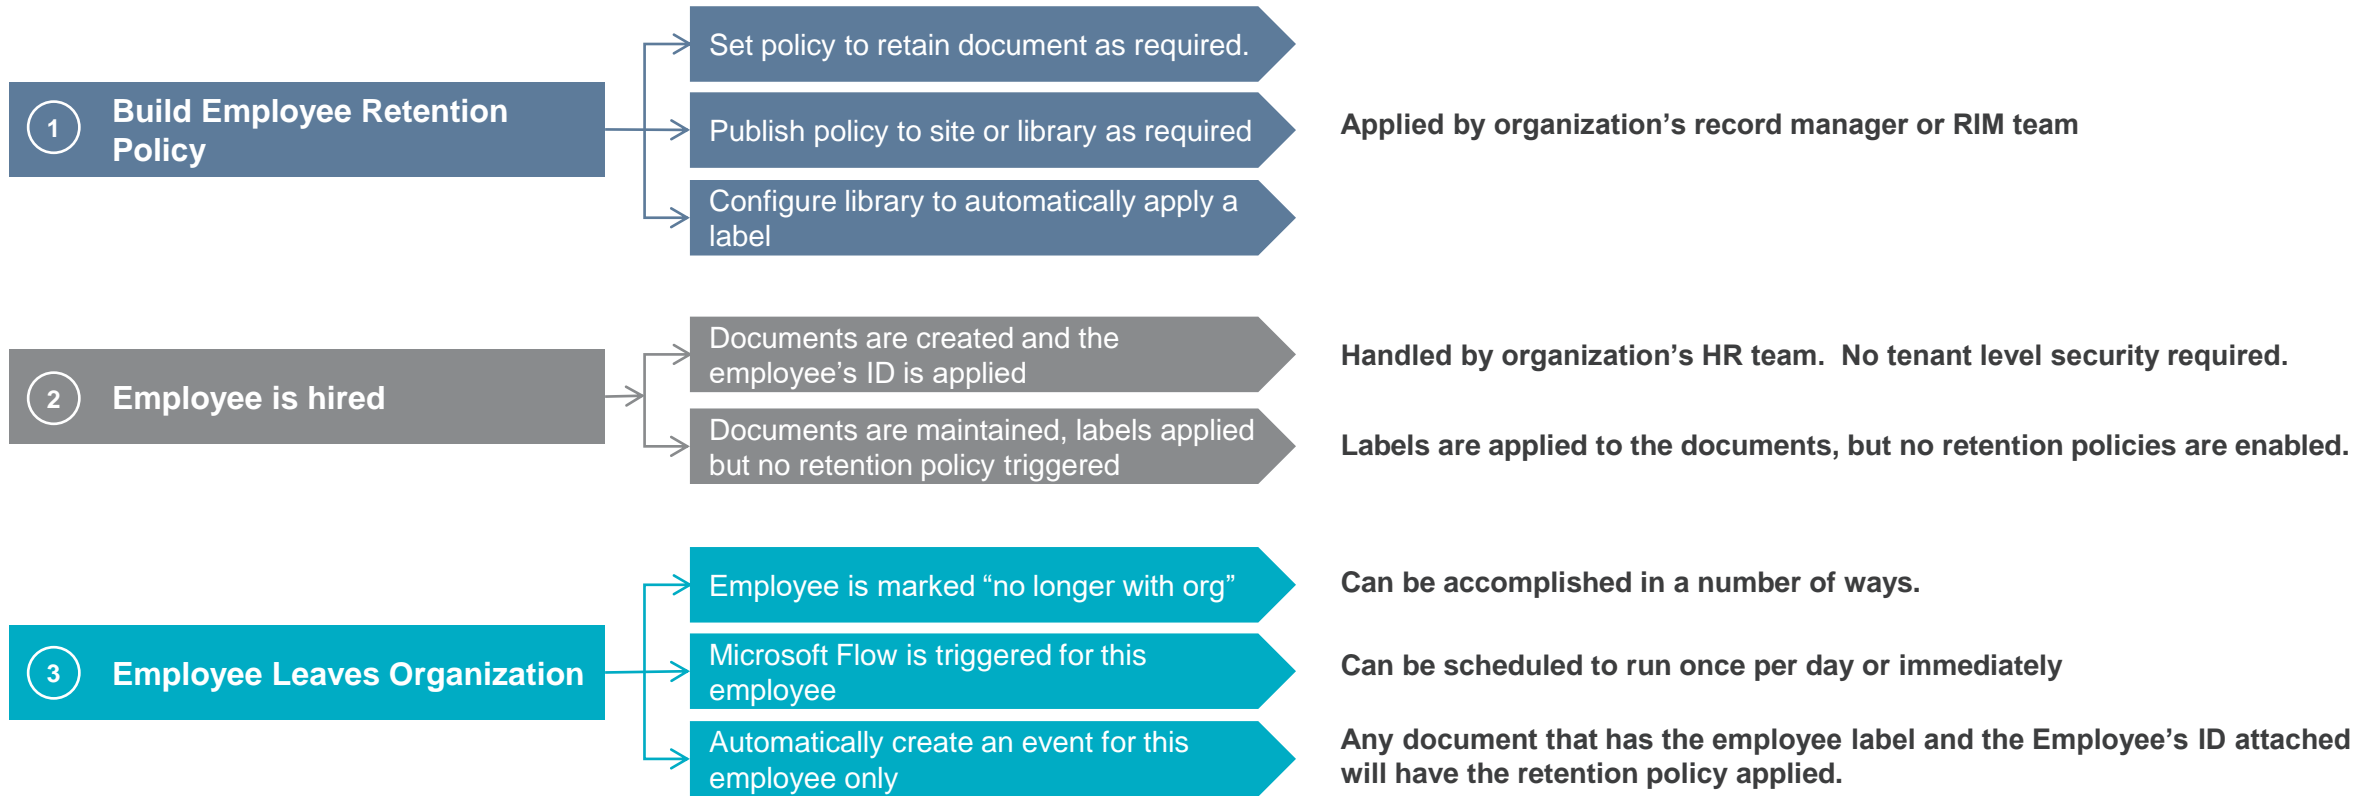 Set policy to retain document as required.
1
Build Employee Retention
Policy
Publish policy to site or library as required
Applied by organization’s record manager or RIM team
Configure library to automatically apply a
label
Documents are created and the
employee’s ID is applied
Handled by organization’s HR team.  No tenant level security required.
2
Employee is hired
Documents are maintained, labels applied
but no retention policy triggered
Labels are applied to the documents, but no retention policies are enabled.
Employee is marked “no longer with org”
Can be accomplished in a number of ways.
3
Employee Leaves Organization
Microsoft Flow is triggered for this
employee
Can be scheduled to run once per day or immediately
Automatically create an event for this
employee only
Any document that has the employee label and the Employee’s ID attached
will have the retention policy applied.